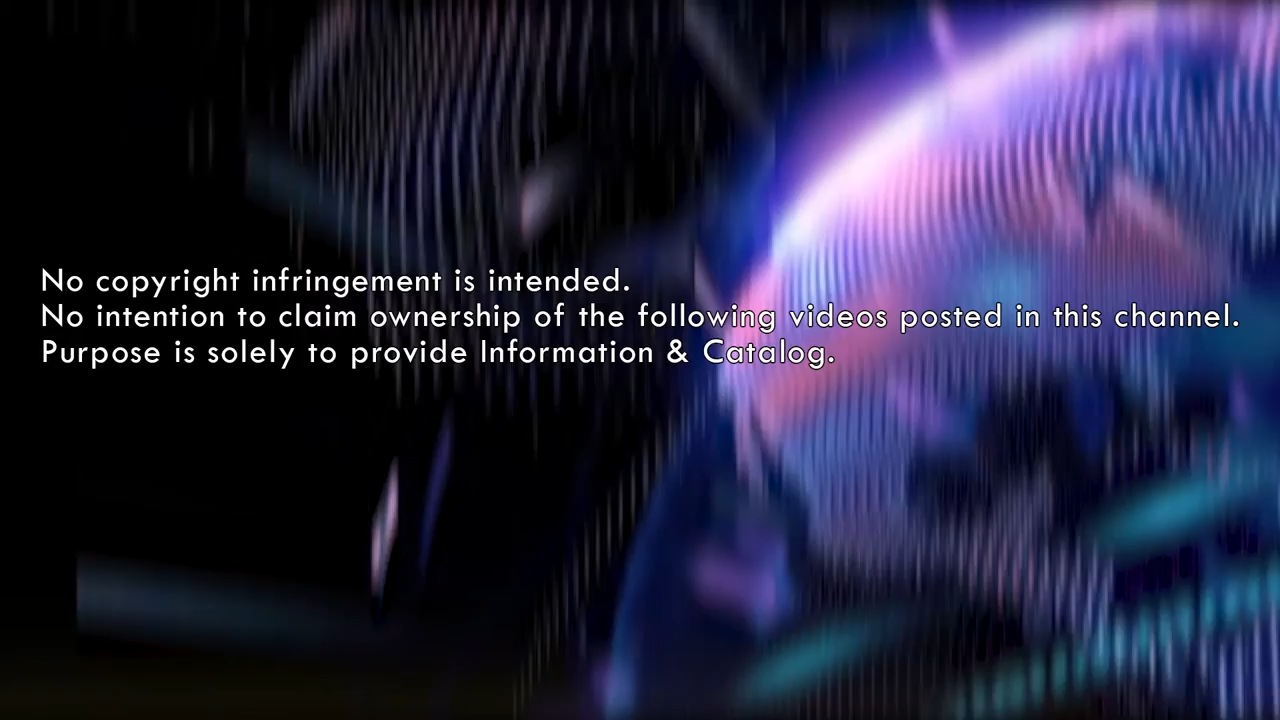 No copyright infringement is intended.
No intention to claim ownership of the following videos posted in this channel.
Purpose is solely to provide Information & Catalog.